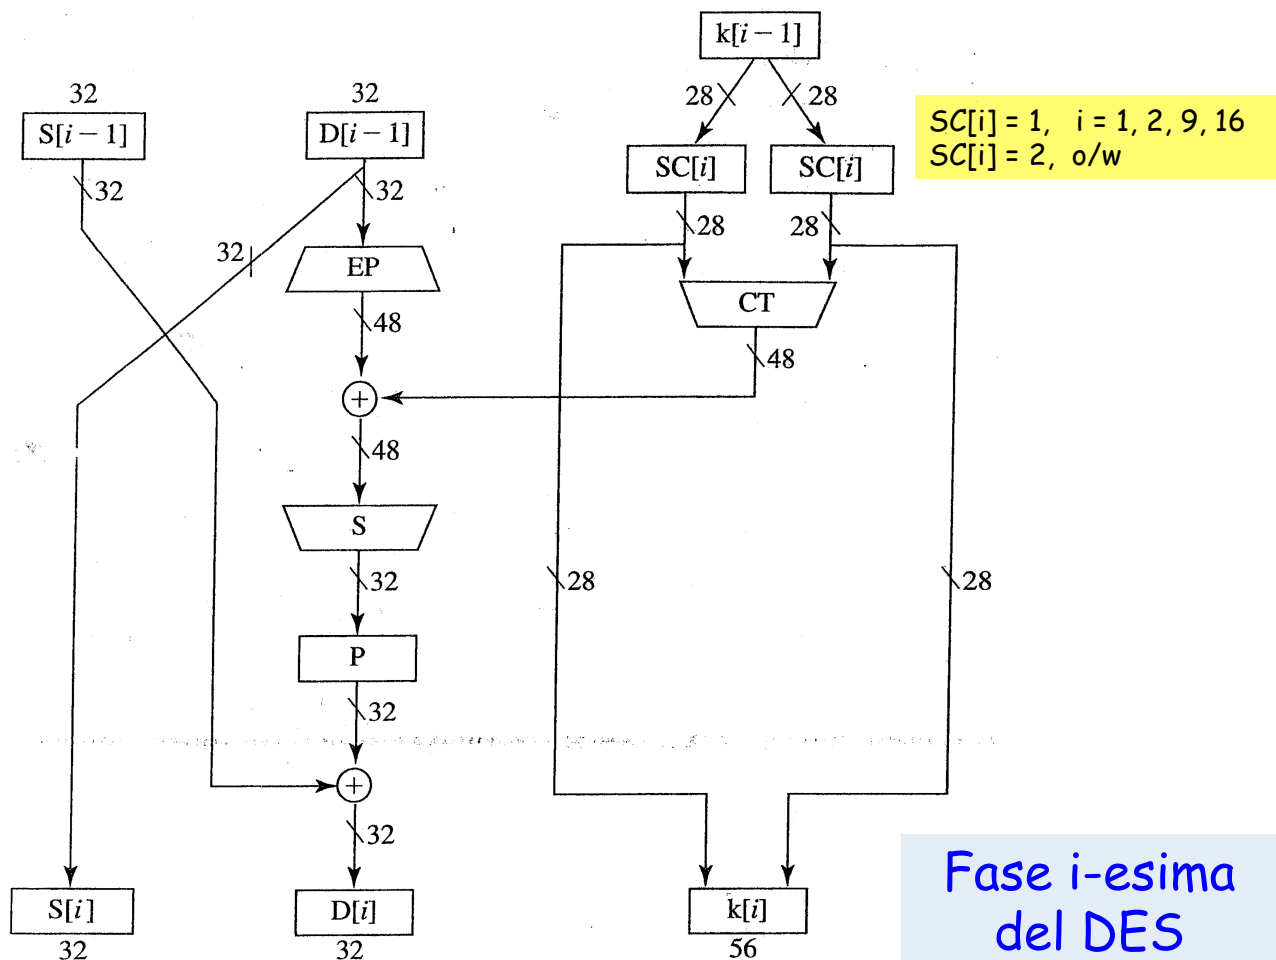 k[i − 1]
28 28
32 32
S[i − 1] D[i − 1]
SC[i] = 1, i = 1, 2, 9, 16
SC[i] = 2, o/w
SC[i] SC[i]
32 32
28 28
32
EP
CT
48
48
+
48
S
32
28 28
P
32
+
32
S[i] D[i] k[i]
32 32 56
Fase i-esima
del DES